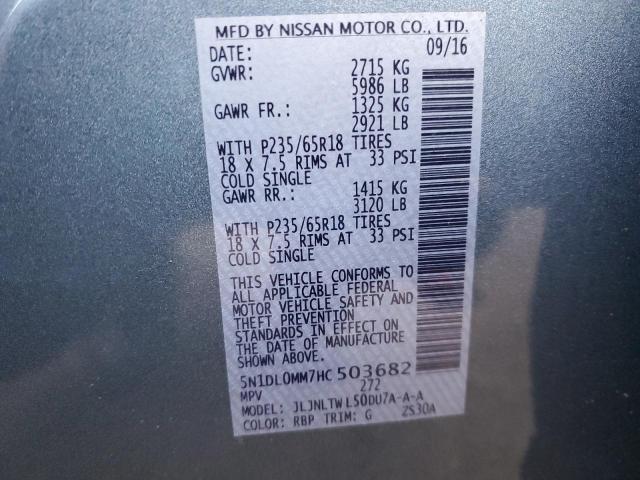 MFD BY NISSAN MOTOR CO., LTD.
DATE: 09/16
GVWR: 2715 KG
5986 LB
GAWR FR.: 1325 KG
2921 LB
WITH P235/65R18 TIRES
18 X 7.5 RIMS AT 33 PSI
COLD SINGLE
GAWR RR.: 1415 KG
3120 LB
WITH P235/65R18 TIRES
18 X 7.5 RIMS AT 33 PSI
COLD SINGLE
THIS VEHICLE CONFORMS TO
ALL APPLICABLE FEDERAL
MOTOR VEHICLE SAFETY AND
THEFT PREVENTION
STANDARDS IN EFFECT ON
THE DATE OF MANUFACTURE
SHOWN ABOVE.
5N1DL0MM7HC 503682
MPV 272
MODEL: JLJNLTW L50DU7A-A-A
COLOR: RBP TRIM: G ZS30A